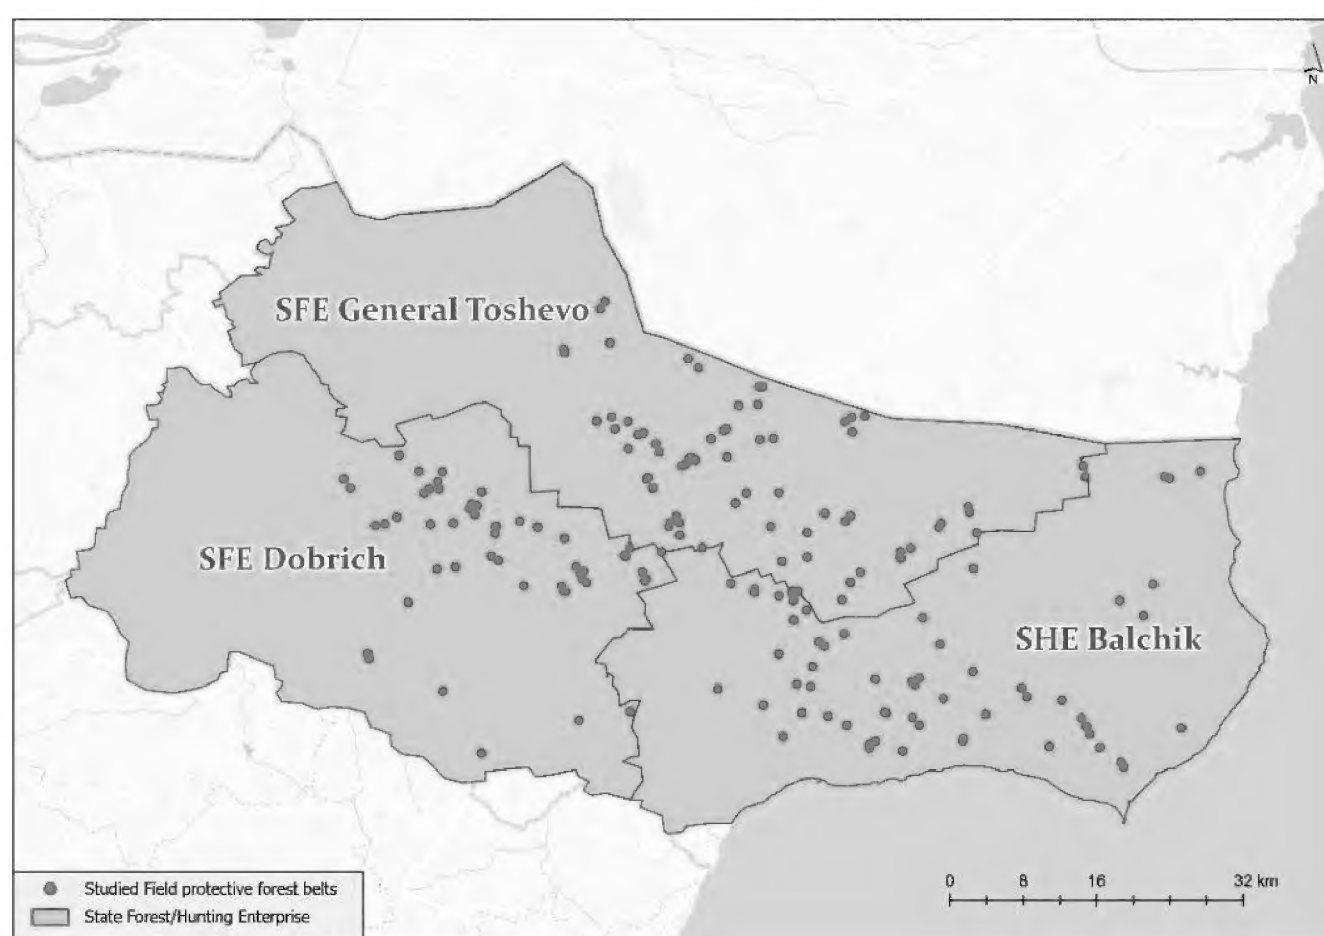 N
SFE General Toshevo
SFE Dobrich
SHE Balchik
Studied Field protective forest belts
State Forest/Hunting Enterprise
0 8 16 32 km